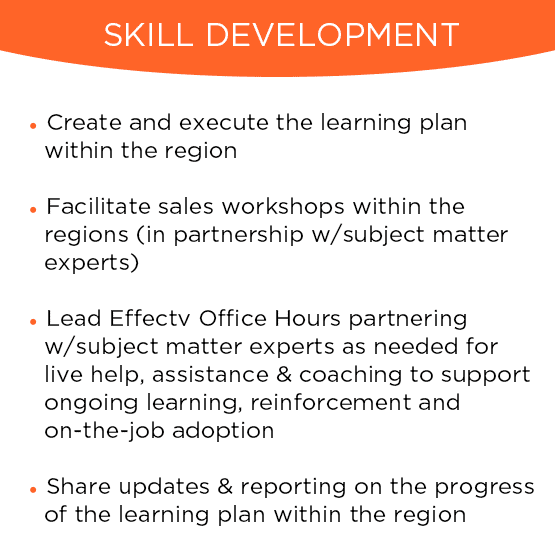 SKILL DEVELOPMENT
• Create and execute the learning plan
within the region
• Facilitate sales workshops within the
regions (in partnership w/subject matter
experts)
• Lead Effectv Office Hours partnering
w/subject matter experts as needed for
live help, assistance & coaching to support
ongoing learning, reinforcement and
on-the-job adoption
• Share updates & reporting on the progress
of the learning plan within the region